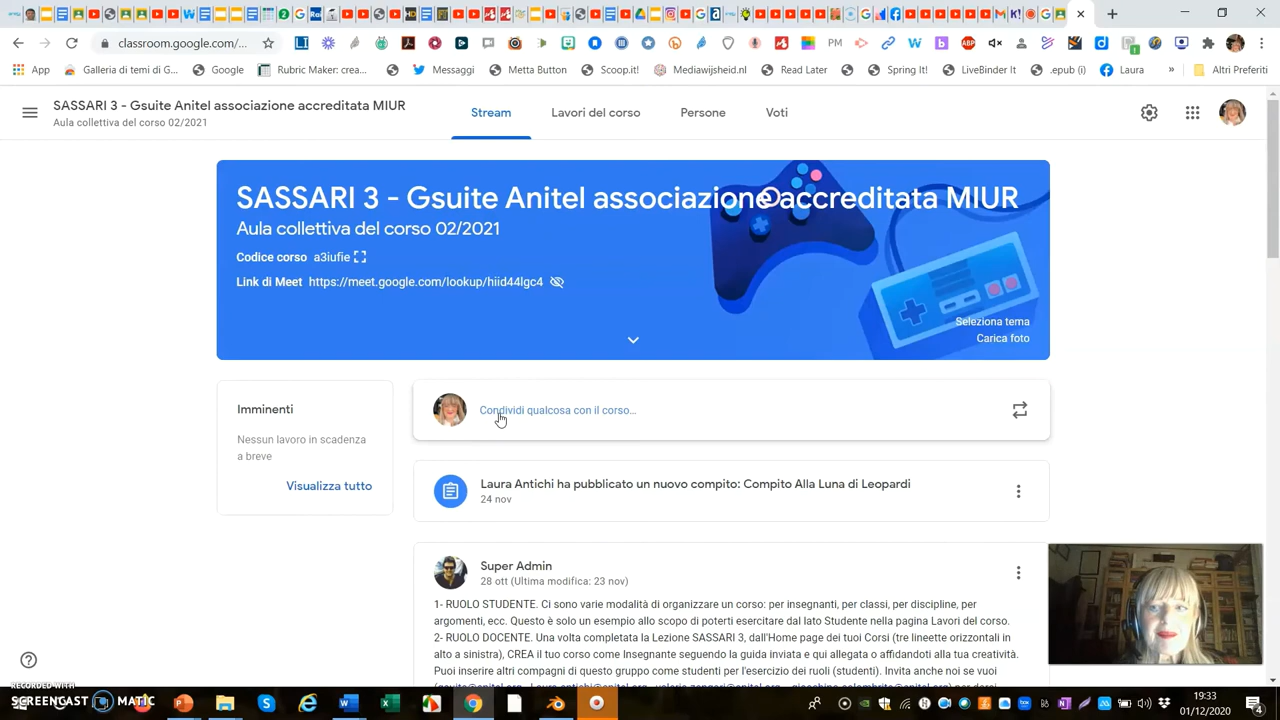 classroom.google.com/...
App
Galleria di temi di G...
Google
Rubric Maker: crea...
Messaggi
Metta Button
Scoop.it!
Mediawijsheid.nl
Read Later
Spring It!
LiveBinder It
.epub (i)
Laura
»
Altri Preferiti
SASSARI 3 - Gsuite Anitel associazione accreditata MIUR
Aula collettiva del corso 02/2021
Stream
Lavori del corso
Persone
Voti
SASSARI 3 - Gsuite Anitel associazione accreditata MIUR
Aula collettiva del corso 02/2021
Codice corso a3iufie
Link di Meet https://meet.google.com/lookup/hiid44lgc4
Seleziona tema
Carica foto
Imminenti
Nessun lavoro in scadenza
a breve
Visualizza tutto
Condividi qualcosa con il corso...
Laura Antichi ha pubblicato un nuovo compito: Compito Alla Luna di Leopardi
24 nov
Super Admin
28 ott (Ultima modifica: 23 nov)
1- RUOLO STUDENTE. Ci sono varie modalità di organizzare un corso: per insegnanti, per classi, per discipline, per
argomenti, ecc. Questo è solo un esempio allo scopo di poterti esercitare dal lato Studente nella pagina Lavori del corso.
2- RUOLO DOCENTE. Una volta completata la Lezione SASSARI 3, dall'Home page dei tuoi Corsi (tre lineette orizzontali in
alto a sinistra), CREA il tuo corso come Insegnante seguendo la guida inviata e qui allegata o affidandoti alla tua creatività.
Puoi inserire altri compagni di questo gruppo come studenti per l'esercizio dei ruoli (studenti). Invita anche noi se vuoi
RECORDED WITH
SCREENCAST MATIC
19:33
01/12/2020